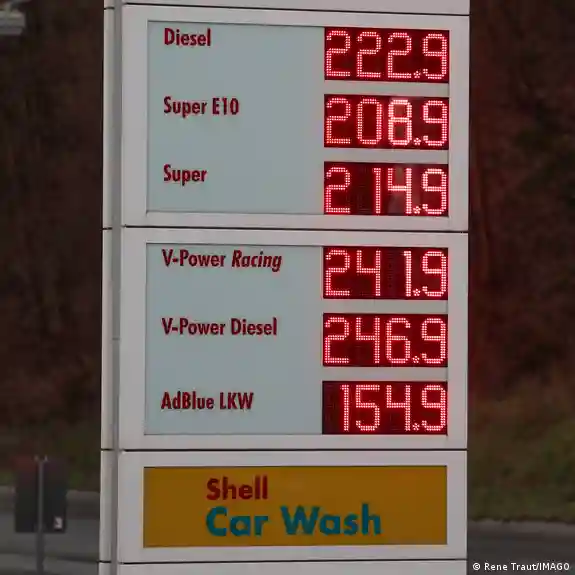 Diesel 222.9
Super E10 208.9
Super 214.9
V-Power Racing 241.9
V-Power Diesel 246.9
AdBlue LKW 154.9
Shell
Car Wash
© Rene Traut/IMAGO